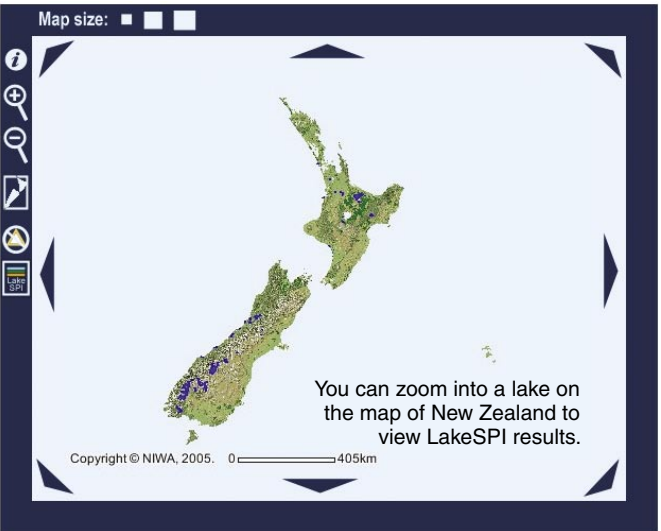 Map size:
i
Lake
SPI
You can zoom into a lake on
the map of New Zealand to
view LakeSPI results.
Copyright © NIWA, 2005. 0 405km